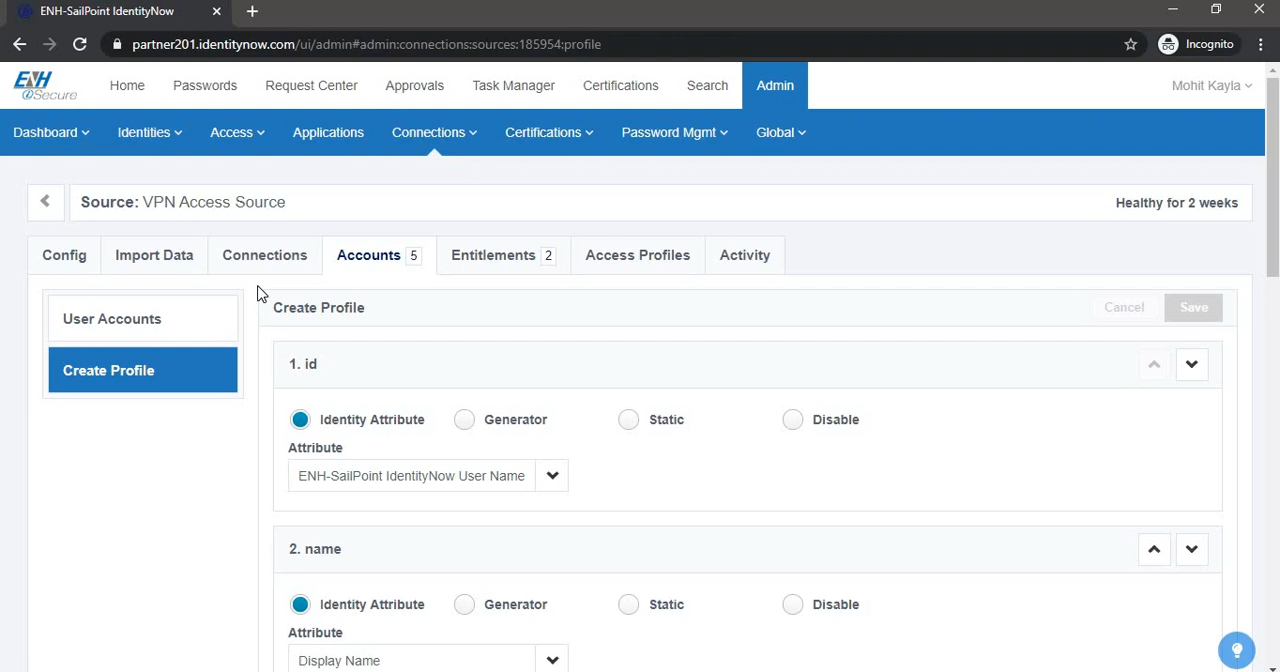 ENH-SailPoint IdentityNow
partner201.identitynow.com/ui/admin#admin:connections:sources:185954:profile
Incognito
ENH
iSecure
Home Passwords Request Center Approvals Task Manager Certifications Search Admin
Mohit Kayla
Dashboard Identities Access Applications Connections Certifications Password Mgmt Global
Source: VPN Access Source
Healthy for 2 weeks
Config Import Data Connections Accounts 5 Entitlements 2 Access Profiles Activity
User Accounts
Create Profile
Create Profile
Cancel Save
1. id
Identity Attribute Generator Static Disable
Attribute
ENH-SailPoint IdentityNow User Name
2. name
Identity Attribute Generator Static Disable
Attribute
Display Name